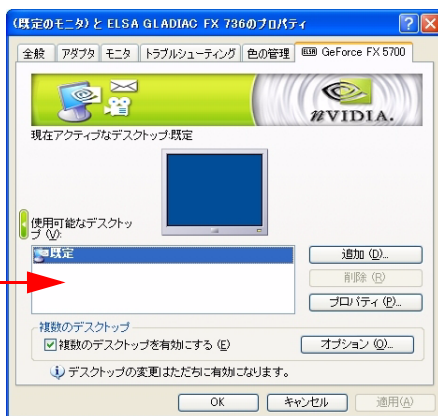 (既定のモニタ) と ELSA GLADIAC FX 736のプロパティ
全般 アダプタ モニタ トラブルシューティング 色の管理 GeForce FX 5700
nVIDIA.
現在アクティブなデスクトップ:既定
使用可能なデスクトッ
プ (V):
既定
追加 (D)...
削除 (R)
プロパティ (P)...
複数のデスクトップ
複数のデスクトップを有効にする (E)
オプション (O)...
デスクトップの変更はただちに有効になります。
OK キャンセル 適用(A)